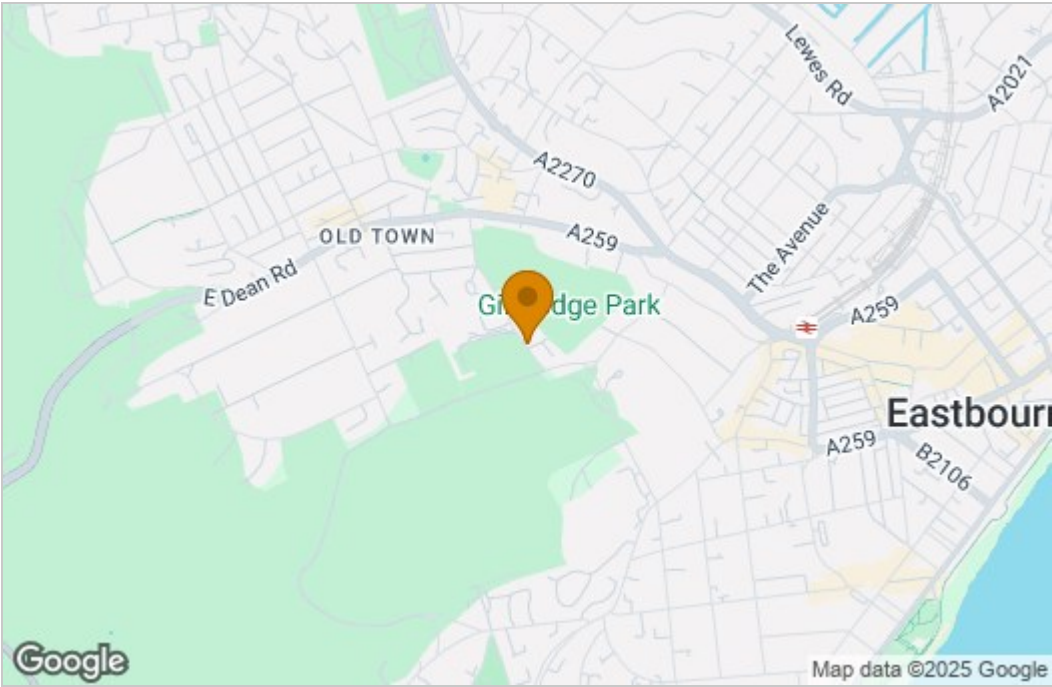 Lewes Rd
A2021
A2270
OLD TOWN
A259
The Avenue
E Dean Rd
Gil dge Park
A259
Eastbourn
A259
B2106
Google
Map data ©2025 Google